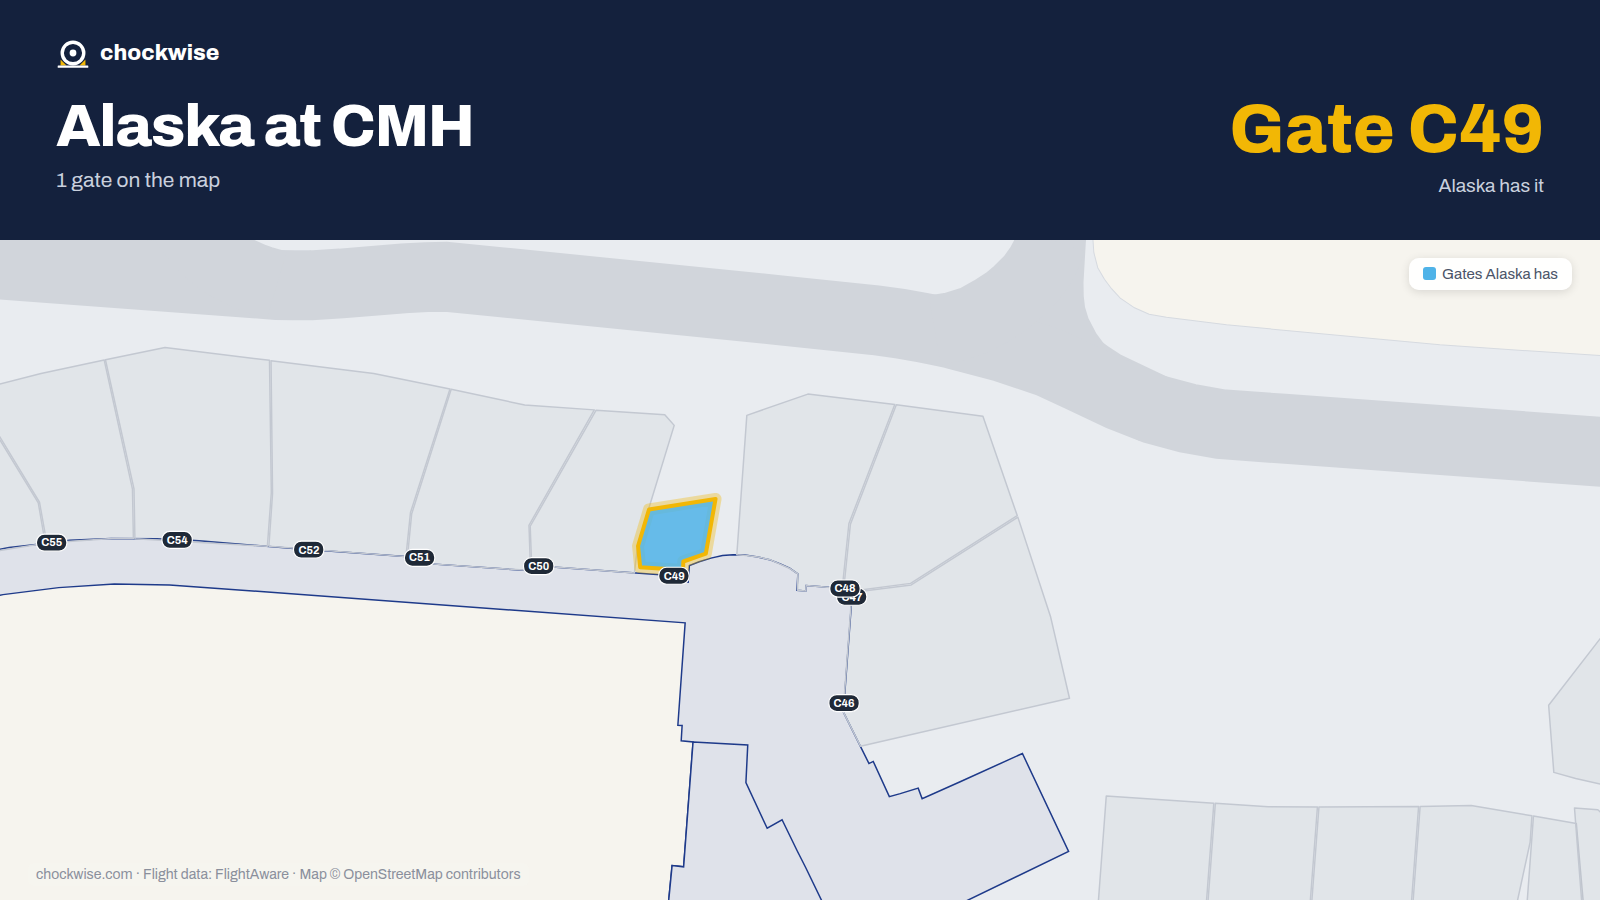 chockwise
Alaska at CMH
1 gate on the map
Gate C49
Alaska has it
Gates Alaska has
C55
C54
C52
C51
C50
C49
C48
C47
C46
chockwise.com · Flight data: FlightAware · Map © OpenStreetMap contributors